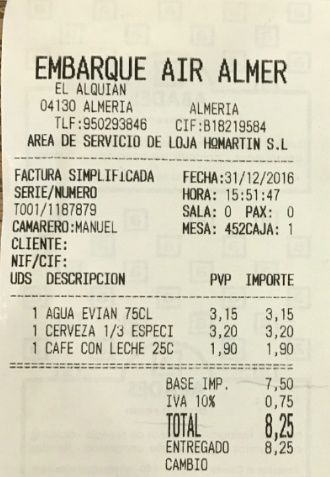 EMBARQUE AIR ALMER
EL ALQUIAN
04130 ALMERIA ALMERIA
TLF:950293846 CIF:B18219584
AREA DE SERVICIO DE LOJA HOMARTIN S.L
FACTURA SIMPLIFICADA FECHA:31/12/2016
SERIE/NUMERO HORA: 15:51:47
T001/1187879 SALA: 0 PAX: 0
CAMARERO:MANUEL MESA: 452CAJA: 1
CLIENTE:
NIF/CIF:
UDS DESCRIPCION PVP IMPORTE
1 AGUA EVIAN 75CL 3,15 3,15
1 CERVEZA 1/3 ESPECI 3,20 3,20
1 CAFE CON LECHE 25C 1,90 1,90
BASE IMP. 7,50
IVA 10% 0,75
TOTAL 8,25
ENTREGADO 8,25
CAMBIO